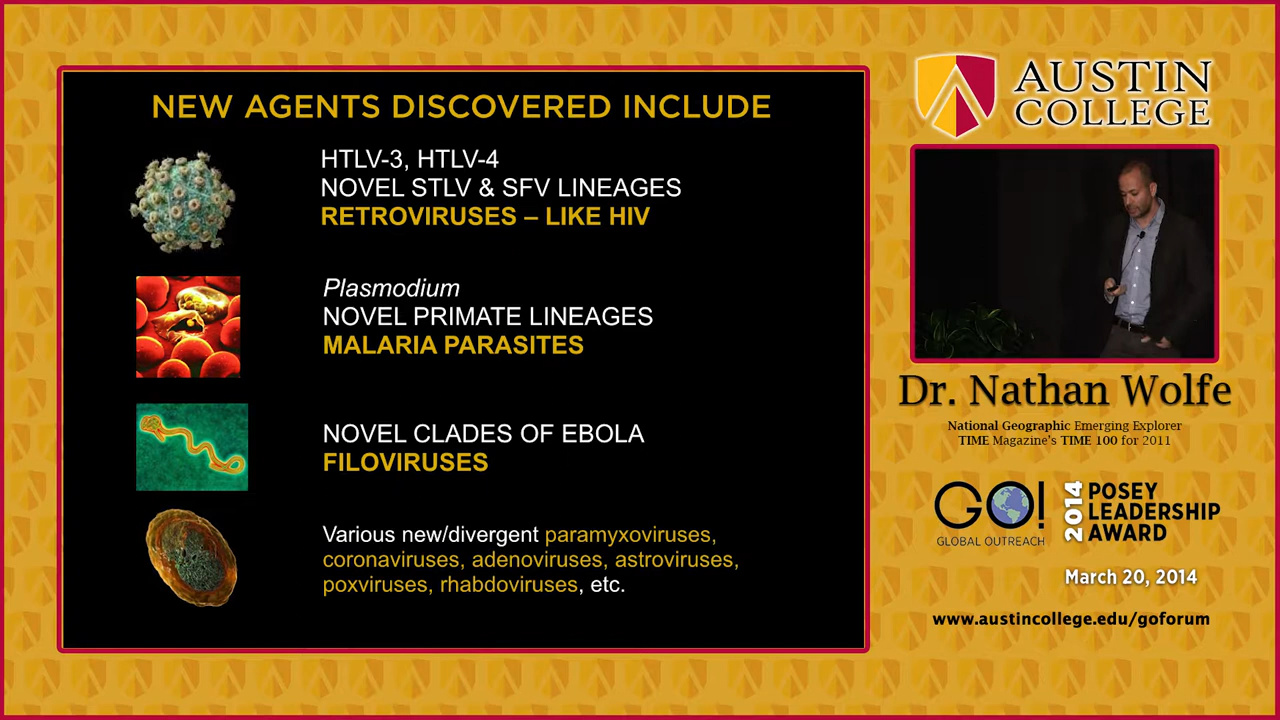 NEW AGENTS DISCOVERED INCLUDE
HTLV-3, HTLV-4
NOVEL STLV & SFV LINEAGES
RETROVIRUSES – LIKE HIV
Plasmodium
NOVEL PRIMATE LINEAGES
MALARIA PARASITES
NOVEL CLADES OF EBOLA
FILOVIRUSES
Various new/divergent paramyxoviruses,
coronaviruses, adenoviruses, astroviruses,
poxviruses, rhabdoviruses, etc.
AUSTIN
COLLEGE
Dr. Nathan Wolfe
National Geographic Emerging Explorer
TIME Magazine's TIME 100 for 2011
GO!
GLOBAL OUTREACH
2014
POSEY
LEADERSHIP
AWARD
March 20, 2014
www.austincollege.edu/goforum